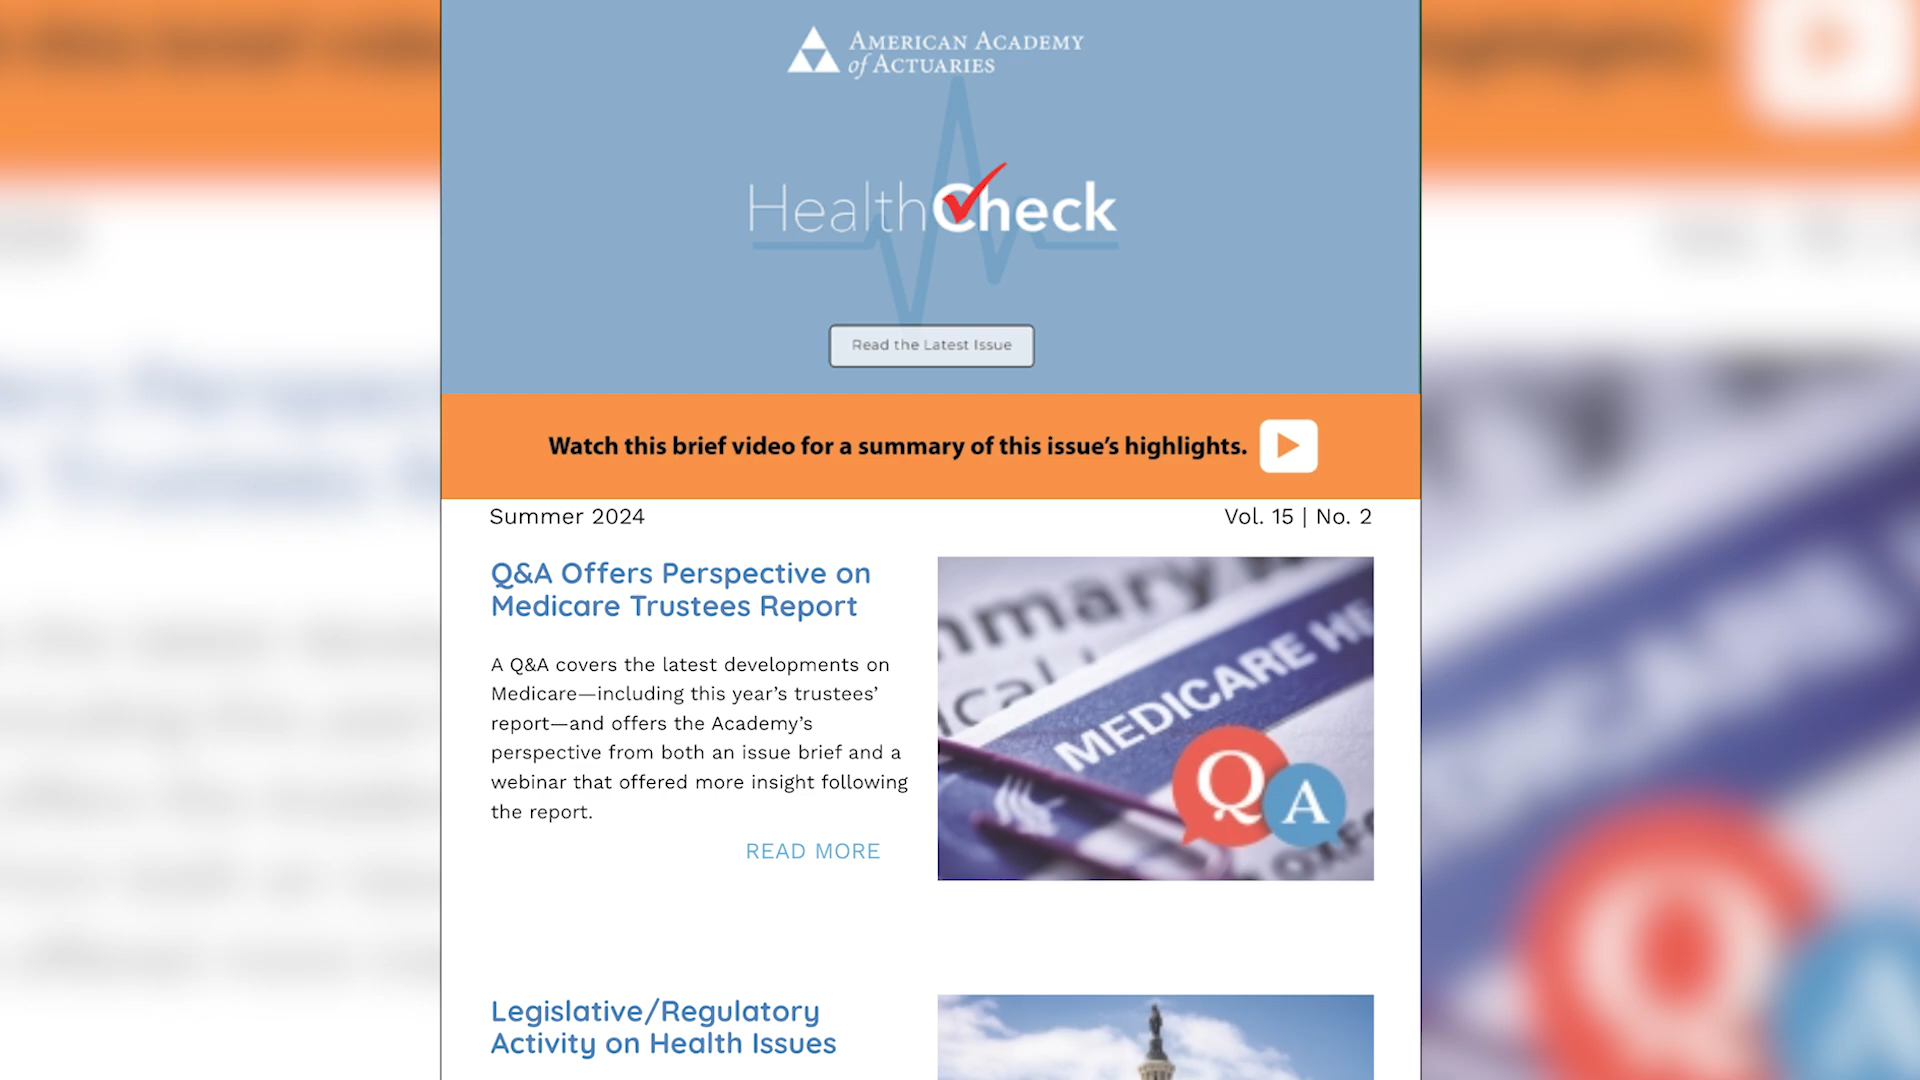 AMERICAN ACADEMY
of ACTUARIES
HealthCheck
Read the Latest Issue
Watch this brief video for a summary of this issue's highlights.
Summer 2024
Vol. 15 | No. 2
Q&A Offers Perspective on
Medicare Trustees Report
A Q&A covers the latest developments on
Medicare—including this year's trustees'
report—and offers the Academy's
perspective from both an issue brief and a
webinar that offered more insight following
the report.
READ MORE
MEDICARE HE
Q A
Legislative/Regulatory
Activity on Health Issues